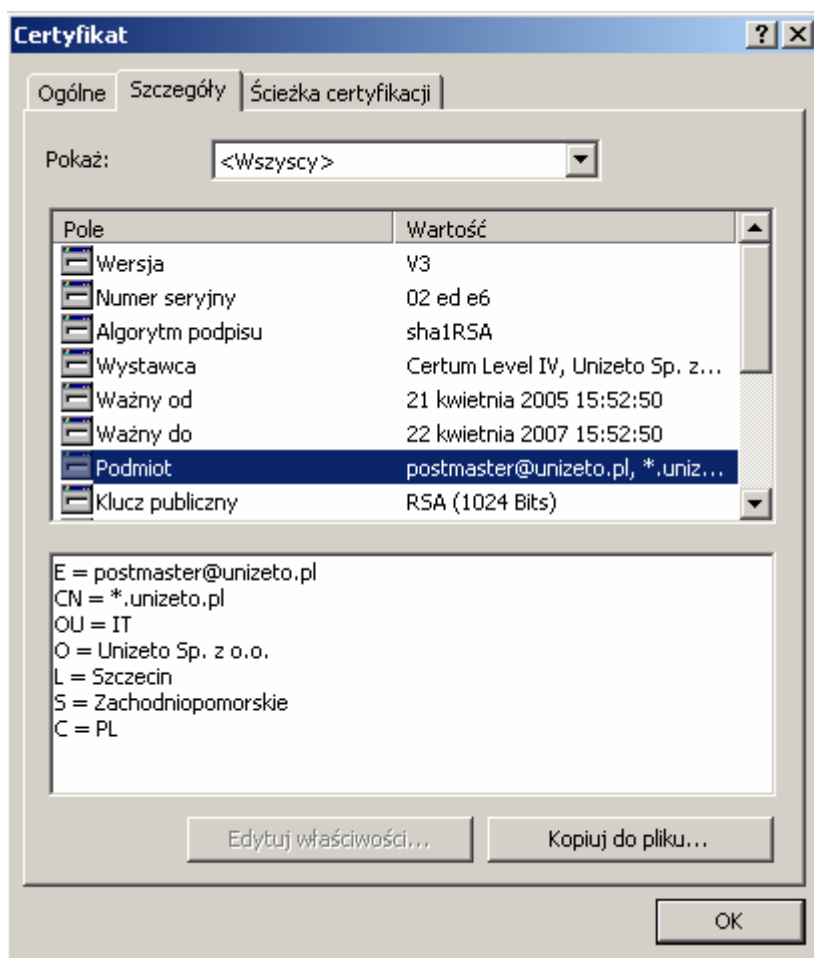 Certyfikat
Ogólne Szczegóły Ścieżka certyfikacji
Pokaż: <Wszyscy>
Pole Wartość
Wersja V3
Numer seryjny 02 ed e6
Algorytm podpisu sha1RSA
Wystawca Certum Level IV, Unizeto Sp. z...
Ważny od 21 kwietnia 2005 15:52:50
Ważny do 22 kwietnia 2007 15:52:50
Podmiot postmaster@unizeto.pl, *.uniz...
Klucz publiczny RSA (1024 Bits)
E = postmaster@unizeto.pl
CN = *.unizeto.pl
OU = IT
O = Unizeto Sp. z o.o.
L = Szczecin
S = Zachodniopomorskie
C = PL
Edytuj właściwości... Kopiuj do pliku...
OK